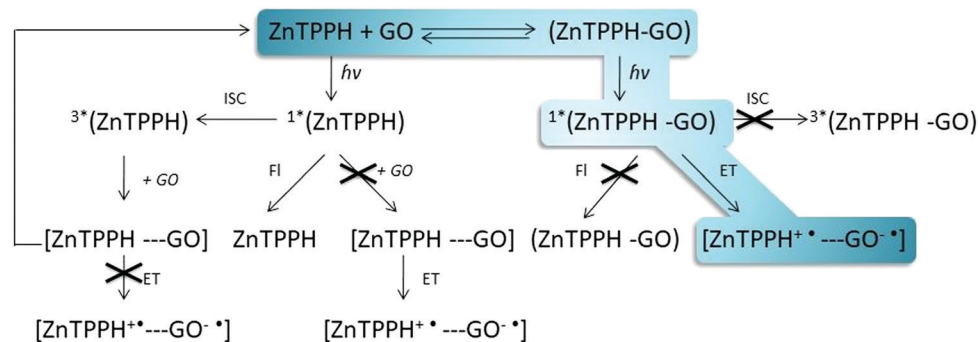 ZnTPPH + GO (ZnTPPH-GO)
hν hν
³*(ZnTPPH) ISC ¹*(ZnTPPH) ¹*(ZnTPPH -GO) ISC ³*(ZnTPPH -GO)
+ GO Fl + GO Fl ET
[ZnTPPH ---GO] ZnTPPH [ZnTPPH ---GO] (ZnTPPH -GO) [ZnTPPH⁺•---GO⁻•]
ET ET
[ZnTPPH⁺•---GO⁻•] [ZnTPPH⁺•---GO⁻•]